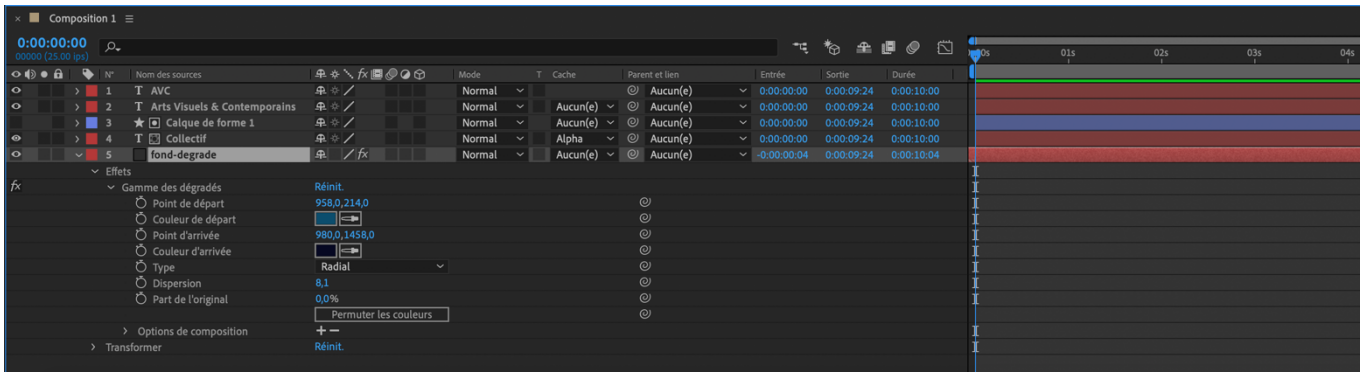 × Composition 1 ≡
0:00:00:00
00000 (25.00 ips)
:00s 01s 02s 03s 04s
N° Nom des sources fx Mode T Cache Parent et lien Entrée Sortie Durée
1 T AVC Normal Aucun(e) 0:00:00:00 0:00:09:24 0:00:10:00
2 T Arts Visuels & Contemporains Normal Aucun(e) Aucun(e) 0:00:00:00 0:00:09:24 0:00:10:00
3 Calque de forme 1 Normal Aucun(e) Aucun(e) 0:00:00:00 0:00:09:24 0:00:10:00
4 T Collectif Normal Alpha Aucun(e) 0:00:00:00 0:00:09:24 0:00:10:00
5 fond-degrade fx Normal Aucun(e) Aucun(e) -0:00:00:04 0:00:09:24 0:00:10:04
Effets
fx Gamme des dégradés Réinit.
Point de départ 958,0,214,0
Couleur de départ
Point d'arrivée 980,0,1458,0
Couleur d'arrivée
Type Radial
Dispersion 8,1
Part de l'original 0,0%
Permuter les couleurs
Options de composition + −
Transformer Réinit.